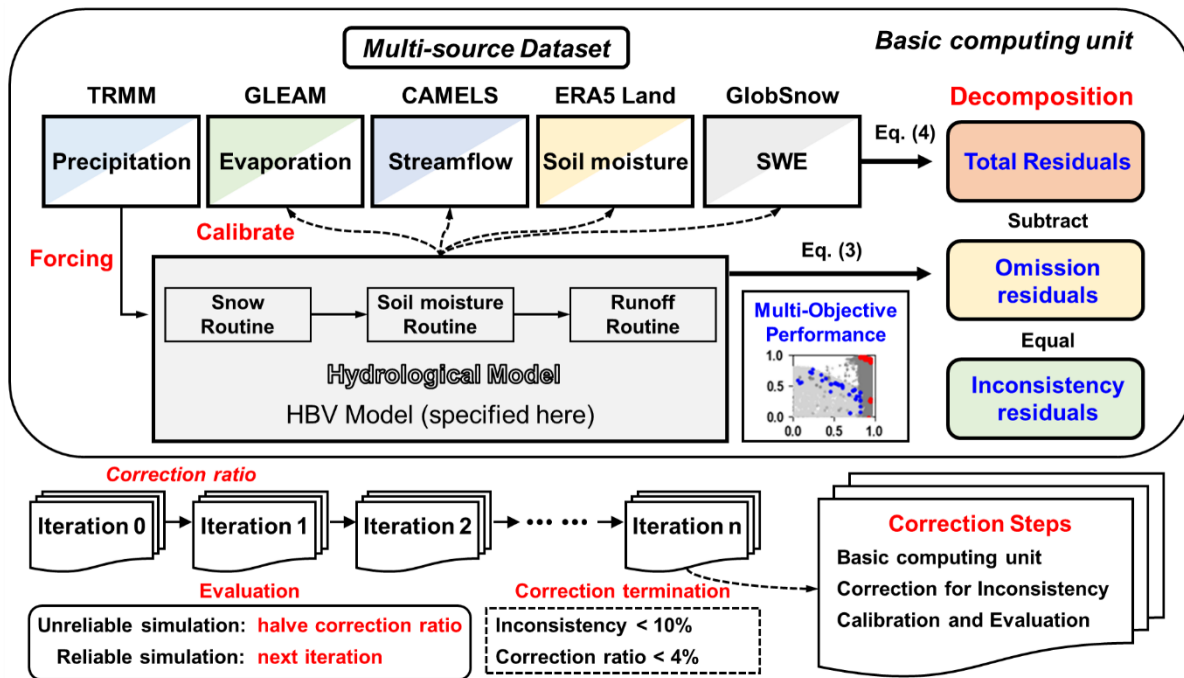 Multi-source Dataset
Basic computing unit
TRMM
GLEAM
CAMELS
ERA5 Land
GlobSnow
Decomposition
Precipitation
Evaporation
Streamflow
Soil moisture
SWE
Eq. (4)
Total Residuals
Subtract
Calibrate
Forcing
Eq. (3)
Omission
residuals
Equal
Inconsistency
residuals
Snow
Routine
Soil moisture
Routine
Runoff
Routine
Hydrological Model
HBV Model (specified here)
Multi-Objective
Performance
1.0
0.5
0.0
0.0
0.5
1.0
Correction ratio
Iteration 0
Iteration 1
Iteration 2
••• •••
Iteration n
Evaluation
Unreliable simulation: halve correction ratio
Reliable simulation: next iteration
Correction termination
Inconsistency < 10%
Correction ratio < 4%
Correction Steps
Basic computing unit
Correction for Inconsistency
Calibration and Evaluation